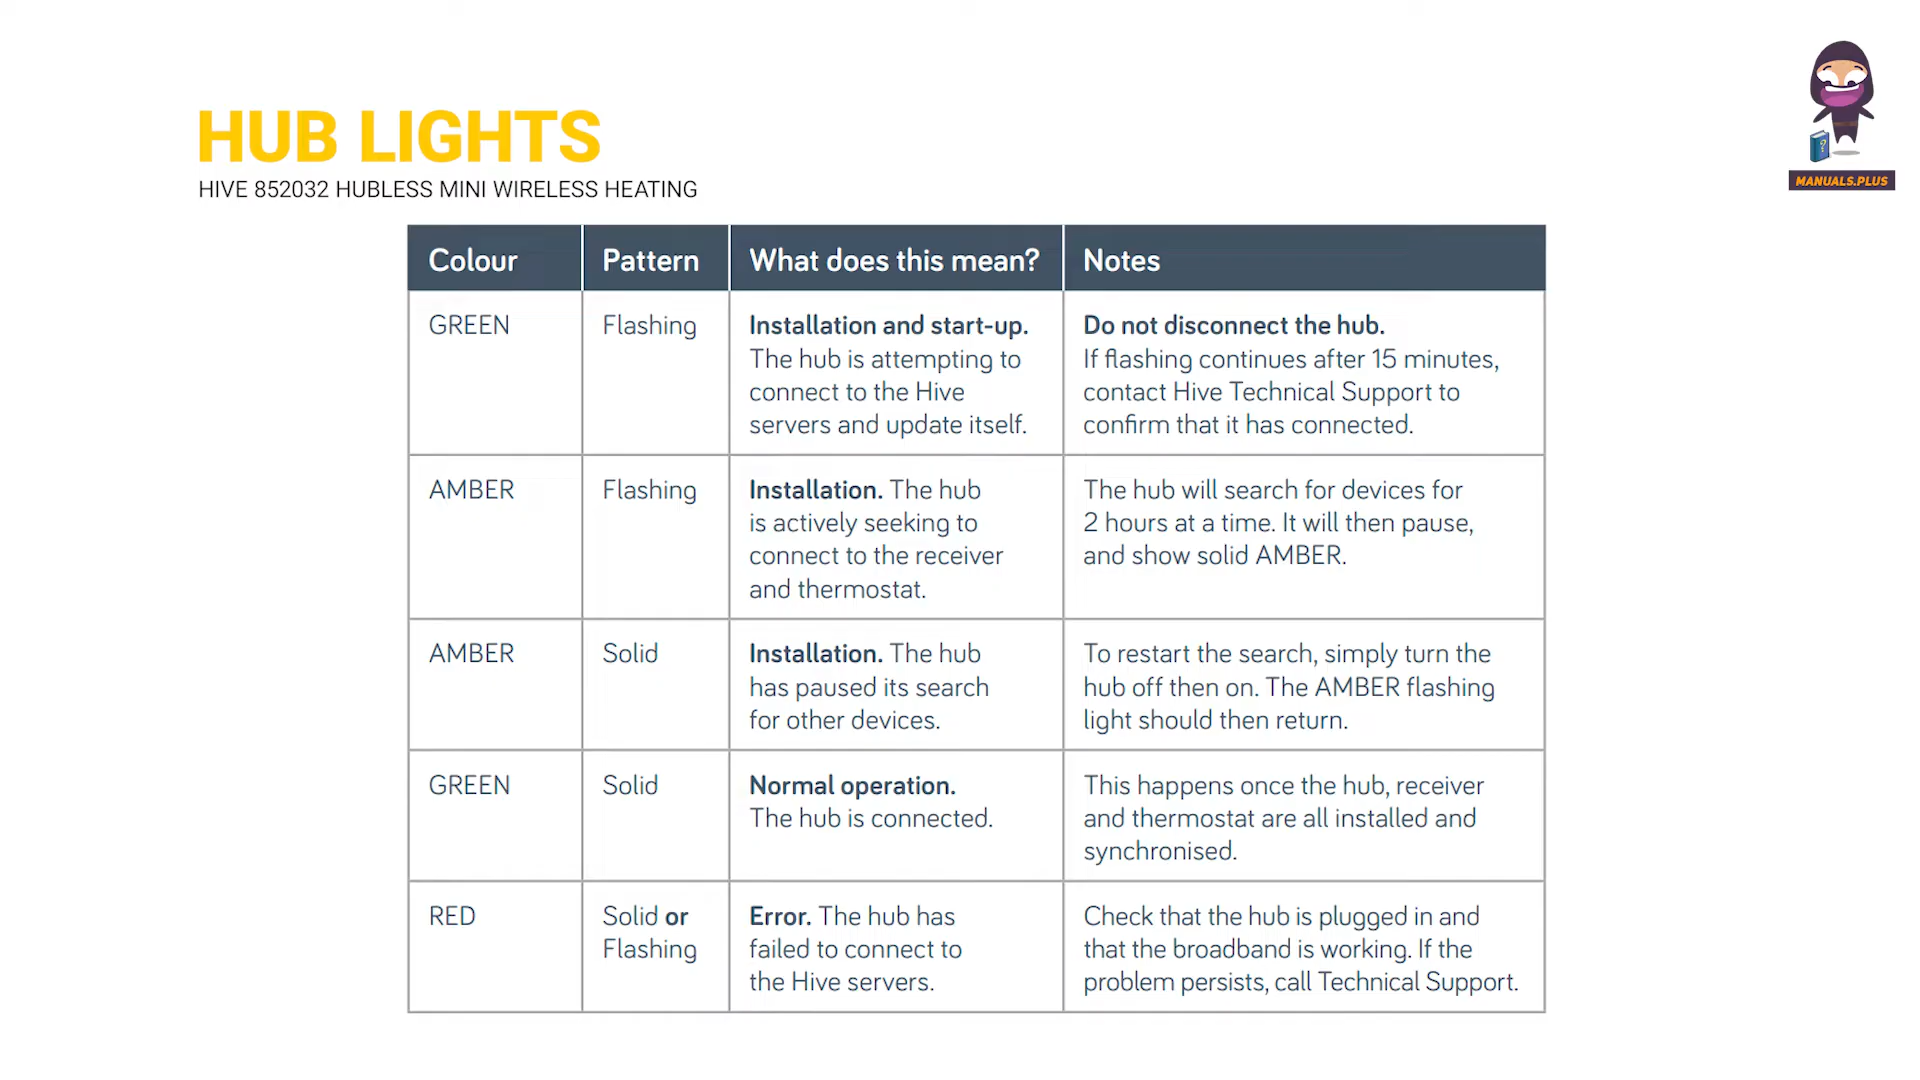 HUB LIGHTS
HIVE 852032 HUBLESS MINI WIRELESS HEATING
?
MANUALS.PLUS
Colour Pattern What does this mean? Notes
GREEN Flashing Installation and start-up. Do not disconnect the hub.
The hub is attempting to If flashing continues after 15 minutes,
connect to the Hive contact Hive Technical Support to
servers and update itself. confirm that it has connected.
AMBER Flashing Installation. The hub The hub will search for devices for
is actively seeking to 2 hours at a time. It will then pause,
connect to the receiver and show solid AMBER.
and thermostat.
AMBER Solid Installation. The hub To restart the search, simply turn the
has paused its search hub off then on. The AMBER flashing
for other devices. light should then return.
GREEN Solid Normal operation. This happens once the hub, receiver
The hub is connected. and thermostat are all installed and
synchronised.
RED Solid or Error. The hub has Check that the hub is plugged in and
Flashing failed to connect to that the broadband is working. If the
the Hive servers. problem persists, call Technical Support.